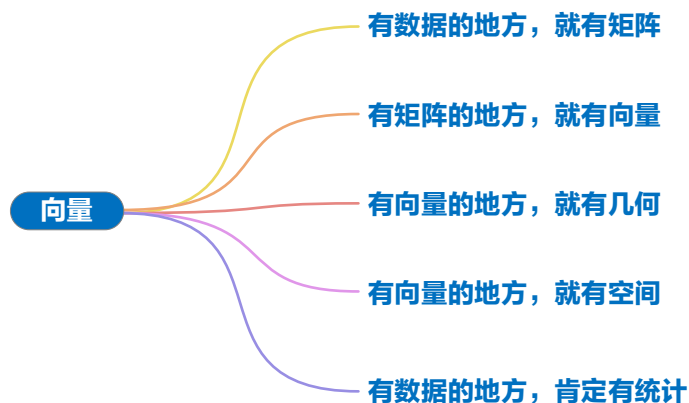 有数据的地方，就有矩阵
有矩阵的地方，就有向量
向量
有向量的地方，就有几何
有向量的地方，就有空间
有数据的地方，肯定有统计